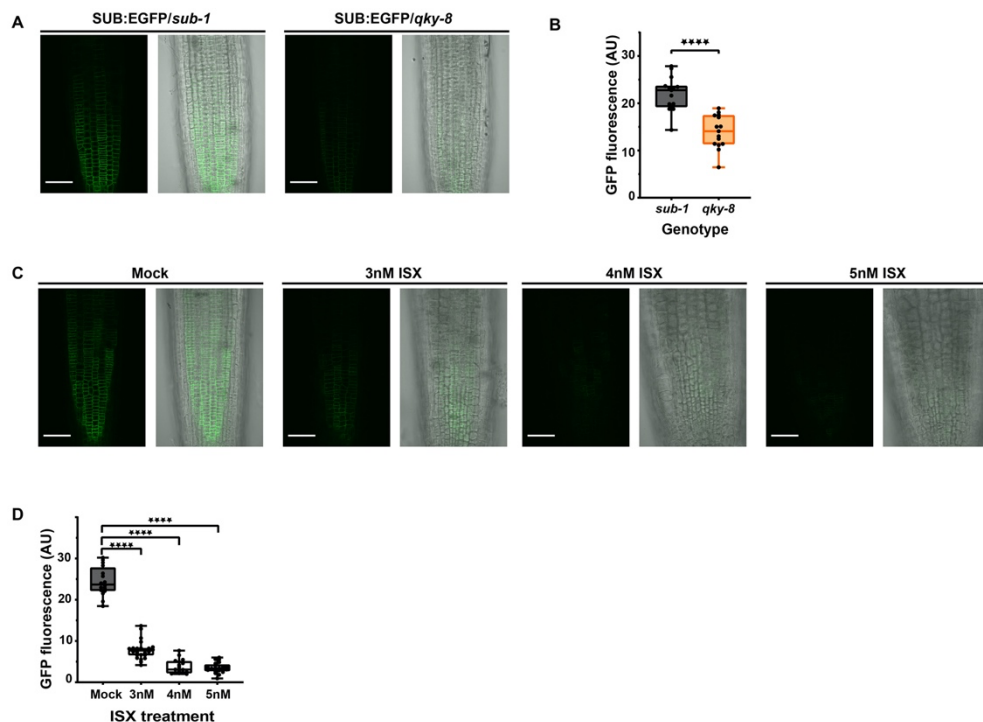 A
SUB:EGFP/sub-1
SUB:EGFP/qky-8
B
****
GFP fluorescence (AU)
30
20
10
0
sub-1 qky-8
Genotype
C
Mock
3nM ISX
4nM ISX
5nM ISX
D
****
****
****
GFP fluorescence (AU)
30
20
10
0
Mock 3nM 4nM 5nM
ISX treatment